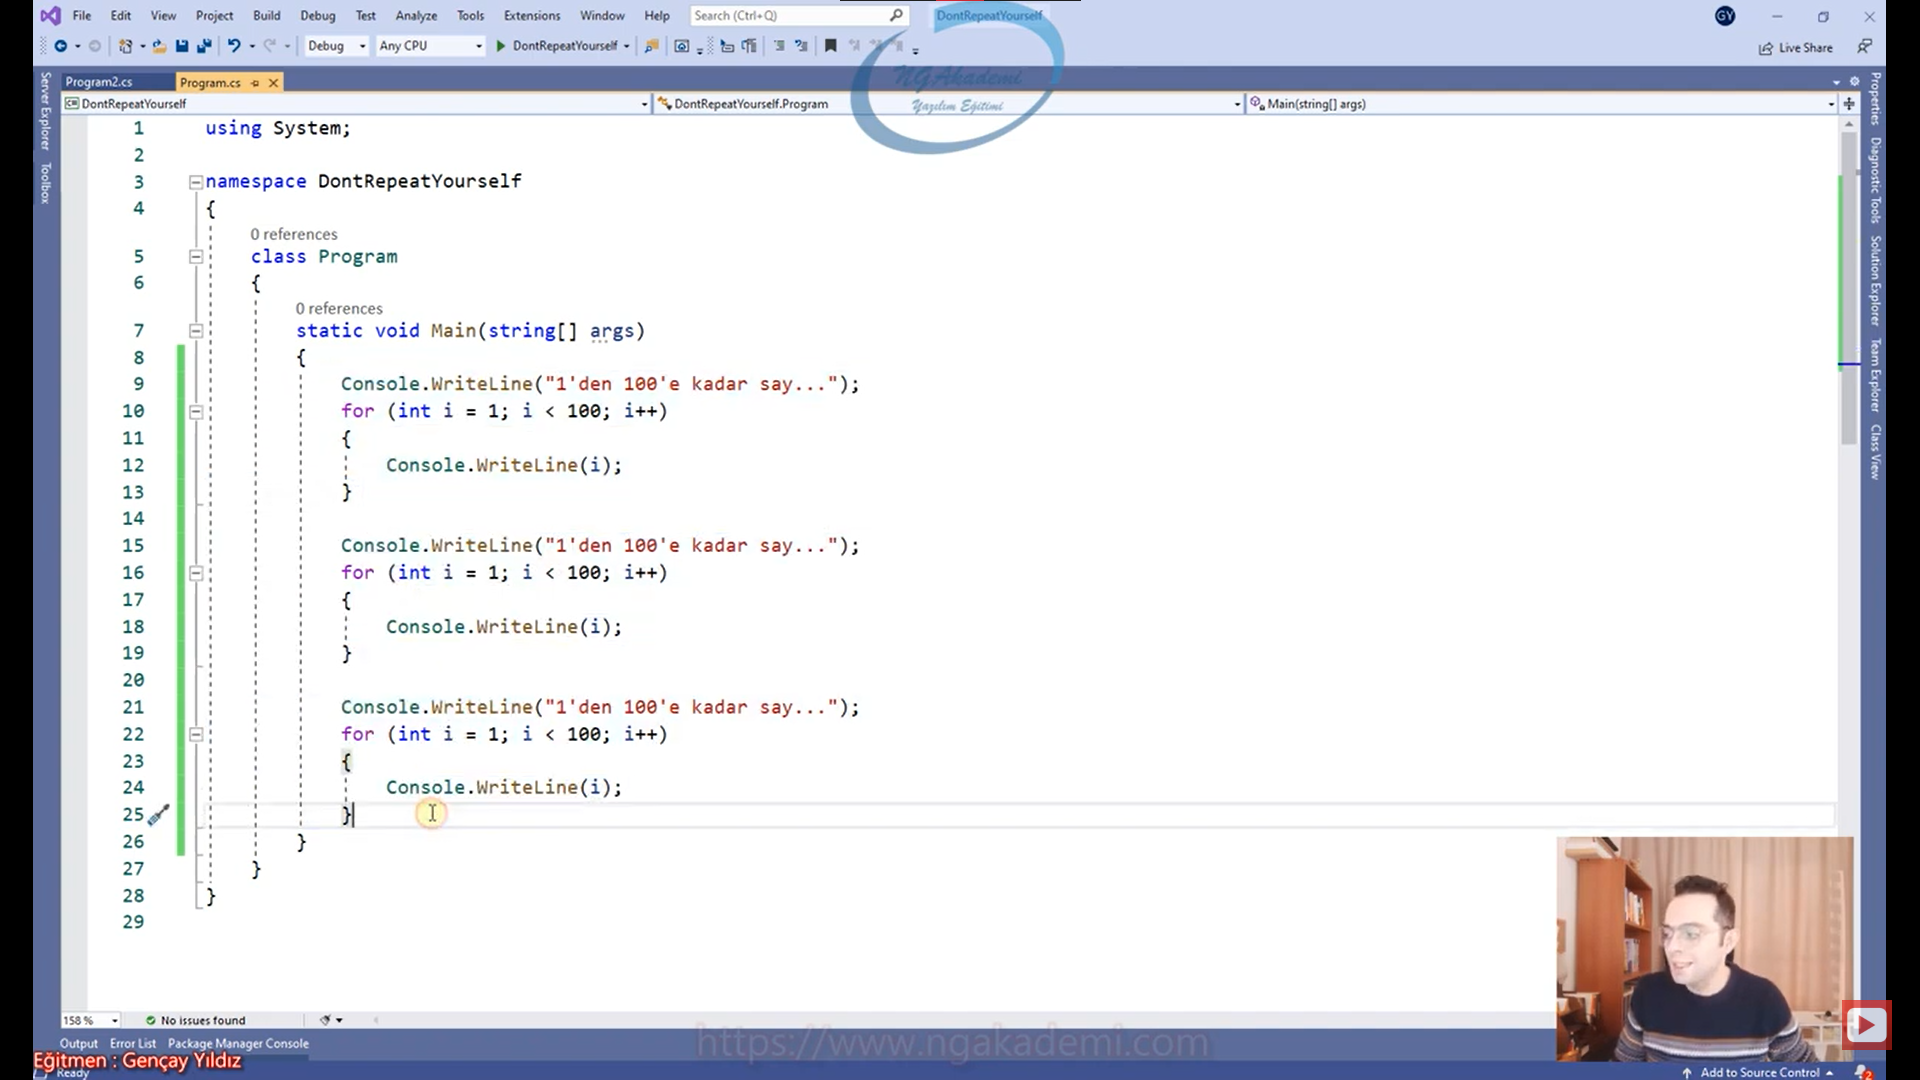 File Edit View Project Build Debug Test Analyze Tools Extensions Window Help Search (Ctrl+Q) DontRepeatYourself GY
Debug Any CPU DontRepeatYourself Live Share
Program2.cs Program.cs
NGAkademi
Yazılım Eğitimi
DontRepeatYourself DontRepeatYourself.Program Main(string[] args)
Server Explorer
Toolbox
Properties
Diagnostic Tools
Solution Explorer
Team Explorer
Class View
1 using System;
2
3 namespace DontRepeatYourself
4 {
0 references
5 class Program
6 {
0 references
7 static void Main(string[] args)
8 {
9 Console.WriteLine("1'den 100'e kadar say...");
10 for (int i = 1; i < 100; i++)
11 {
12 Console.WriteLine(i);
13 }
14
15 Console.WriteLine("1'den 100'e kadar say...");
16 for (int i = 1; i < 100; i++)
17 {
18 Console.WriteLine(i);
19 }
20
21 Console.WriteLine("1'den 100'e kadar say...");
22 for (int i = 1; i < 100; i++)
23 {
24 Console.WriteLine(i);
25 }
26 }
27 }
28 }
29
158 % No issues found
Output Error List Package Manager Console
https://www.ngakademi.com
Eğitmen : Gençay Yıldız
Ready Add to Source Control 2